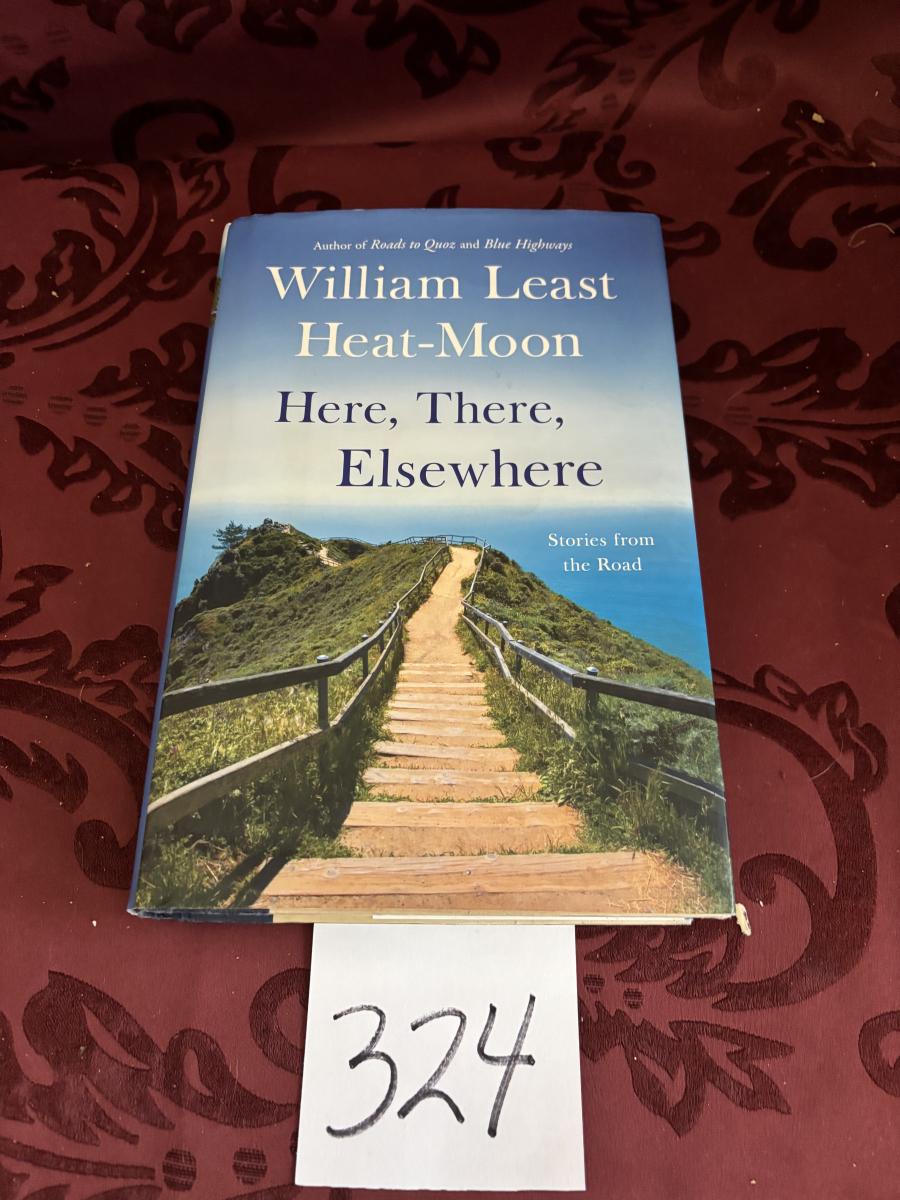 Author of Roads to Quoz and Blue Highways
William Least
Heat-Moon
Here, There,
Elsewhere
Stories from
the Road
324